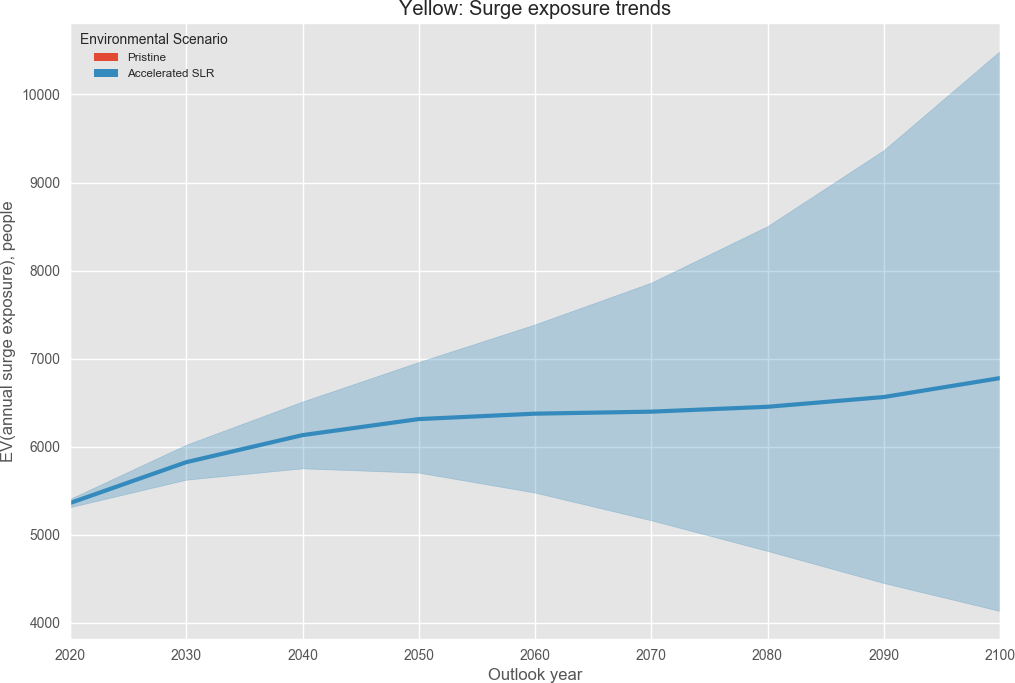 Yellow: Surge exposure trends
Environmental Scenario
Pristine
Accelerated SLR
EV(annual surge exposure), people
10000
9000
8000
7000
6000
5000
4000
2020 2030 2040 2050 2060 2070 2080 2090 2100
Outlook year